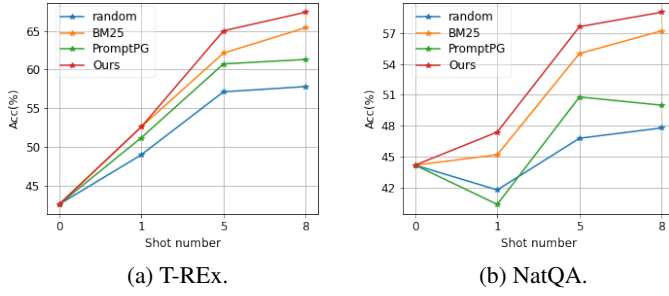 random
BM25
PromptPG
Ours
65
60
55
50
45
Acc(%)
0 1 5 8
Shot number
(a) T-REx.
random
BM25
PromptPG
Ours
57
54
51
48
45
42
Acc(%)
0 1 5 8
Shot number
(b) NatQA.